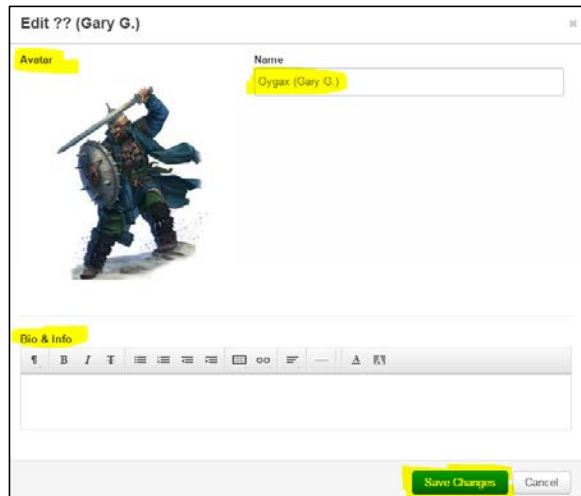 Edit ?? (Gary G.)
Avatar
Name
Gygax (Gary G.)
Bio & Info
Save Changes
Cancel